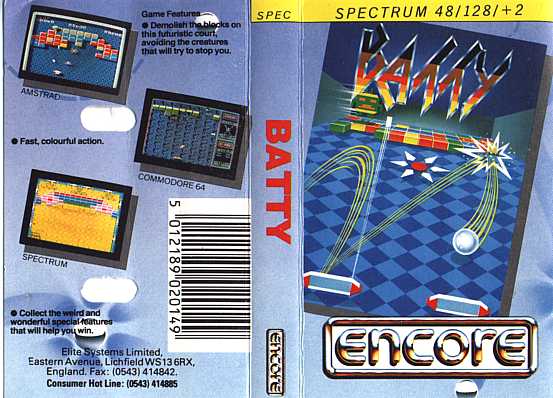 Game Features
● Demolish the blocks on
this futuristic court,
avoiding the creatures
that will try to stop you.
AMSTRAD
● Fast, colourful action.
COMMODORE 64
SPECTRUM
● Collect the weird and
wonderful special features
that will help you win.
5 012189 020149
Elite Systems Limited,
Eastern Avenue, Lichfield WS13 6RX,
England. Fax: (0543) 414842.
Consumer Hot Line: (0543) 414885
SPEC
BATTY
encore
SPECTRUM 48/128/+2
BATTY
encore